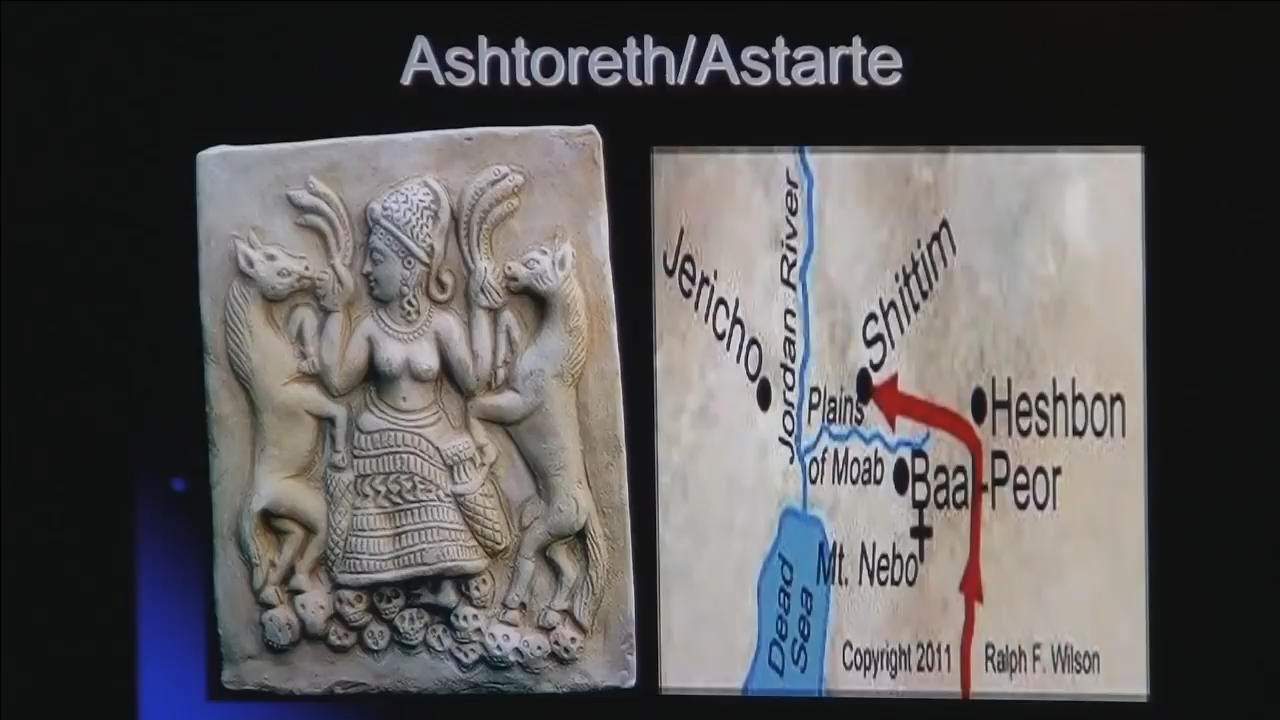 Ashtoreth/Astarte
Jericho
Jordan River
Shittim
Plains
of Moab
Heshbon
Baal-Peor
Mt. Nebo
Dead
Sea
Copyright 2011 Ralph F. Wilson